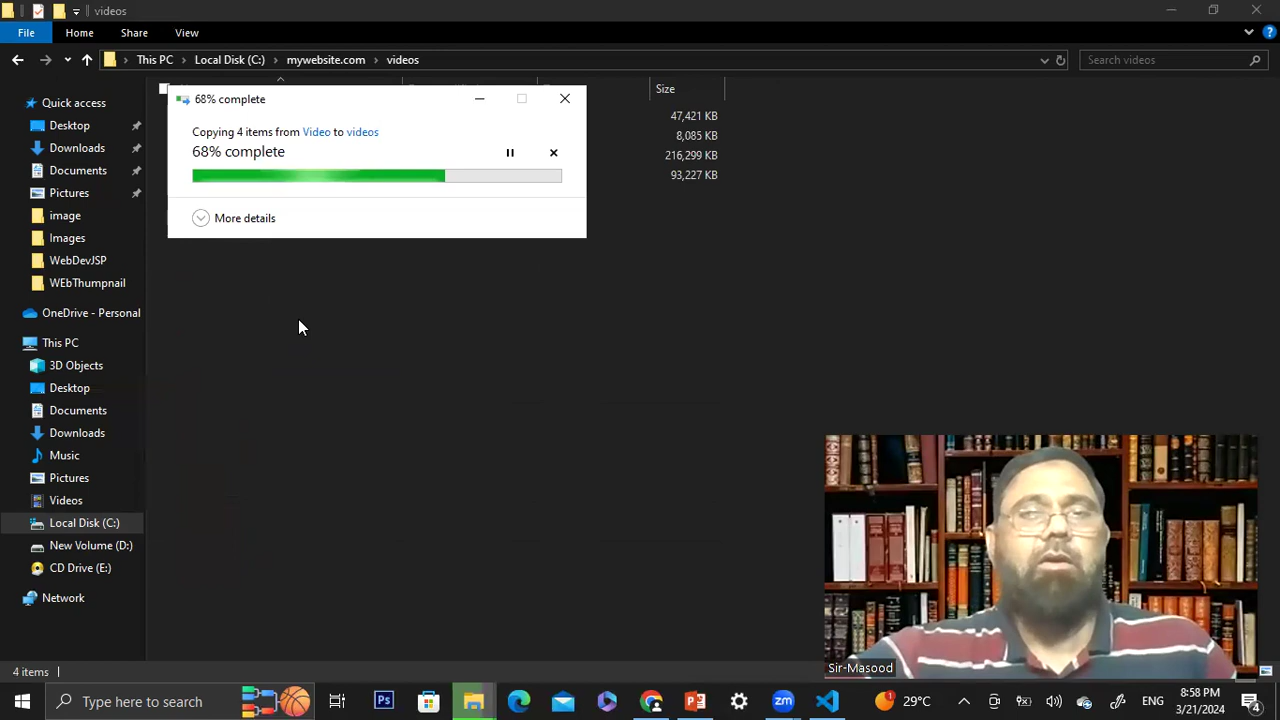 videos
File
Home
Share
View
This PC
Local Disk (C:)
mywebsite.com
videos
Search videos
Size
47,421 KB
8,085 KB
216,299 KB
93,227 KB
68% complete
Copying 4 items from Video to videos
68% complete
More details
Quick access
Desktop
Downloads
Documents
Pictures
image
Images
WebDevJSP
WEbThumpnail
OneDrive - Personal
This PC
3D Objects
Desktop
Documents
Downloads
Music
Pictures
Videos
Local Disk (C:)
New Volume (D:)
CD Drive (E:)
Network
4 items
Sir-Masood
Type here to search
Ps
zm
29°C
ENG
8:58 PM
3/21/2024
4